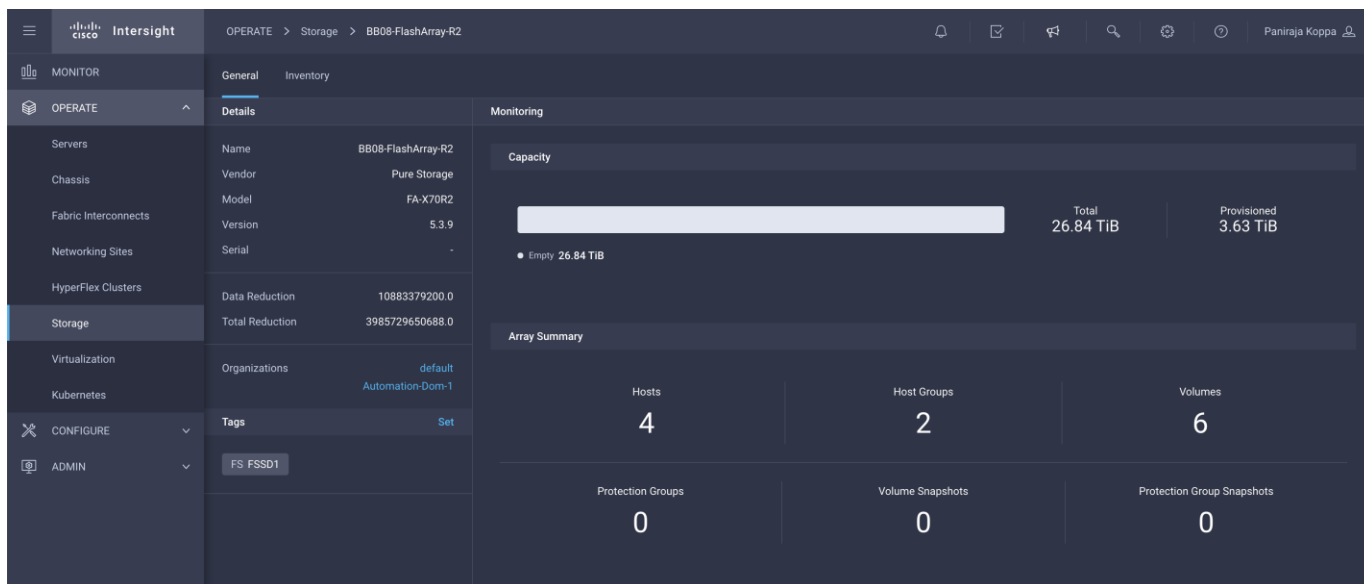 cisco Intersight
OPERATE > Storage > BB08-FlashArray-R2
Paniraja Koppa
MONITOR
OPERATE
Servers
Chassis
Fabric Interconnects
Networking Sites
HyperFlex Clusters
Storage
Virtualization
Kubernetes
CONFIGURE
ADMIN
General Inventory
Details
Name BB08-FlashArray-R2
Vendor Pure Storage
Model FA-X70R2
Version 5.3.9
Serial -
Data Reduction 10883379200.0
Total Reduction 3985729650688.0
Organizations default
Automation-Dom-1
Tags Set
FS FSSD1
Monitoring
Capacity
Total Provisioned
26.84 TiB 3.63 TiB
Empty 26.84 TiB
Array Summary
Hosts Host Groups Volumes
4 2 6
Protection Groups Volume Snapshots Protection Group Snapshots
0 0 0